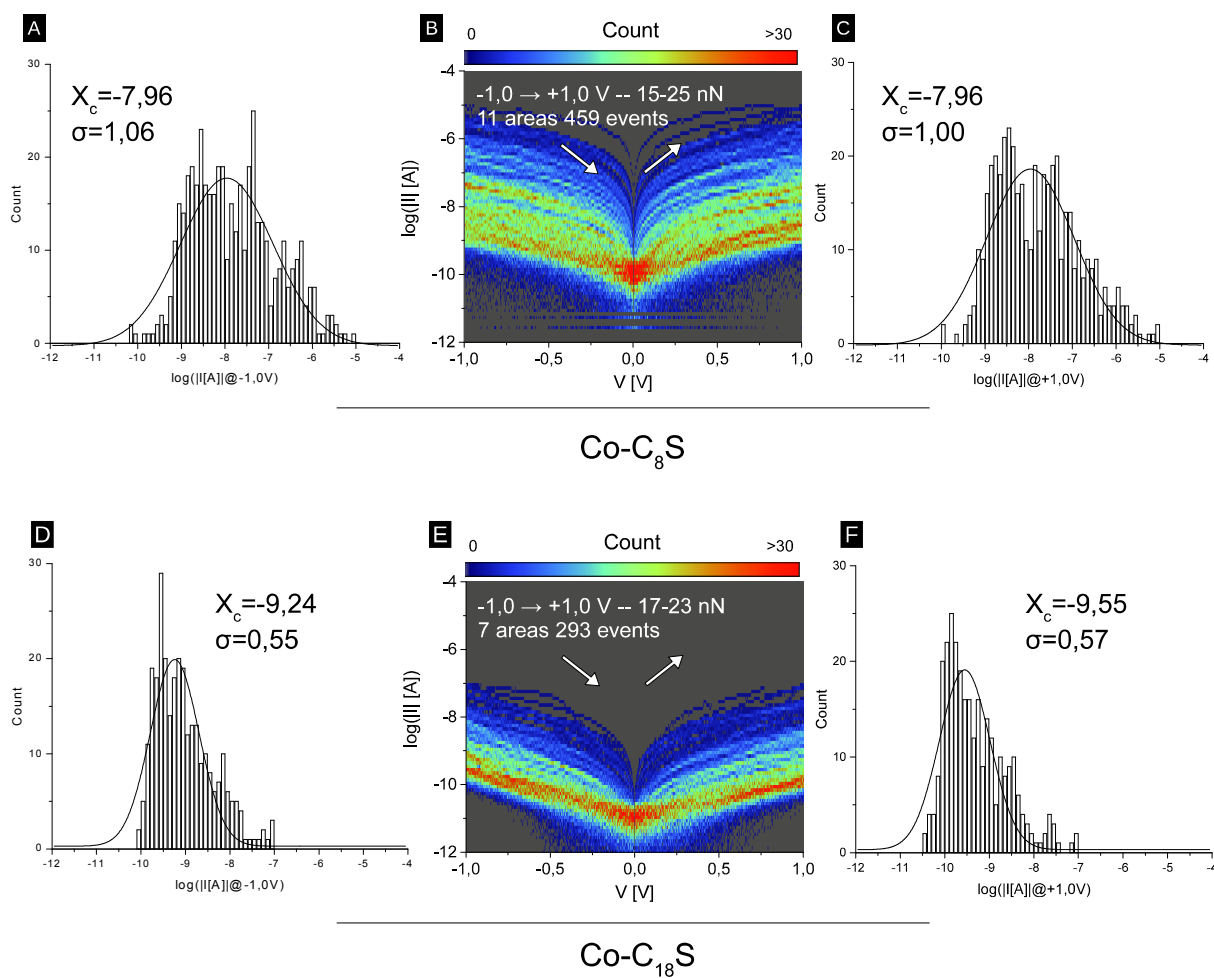 A
X_c=-7,96
σ=1,06
30
20
10
0
Count
-12 -11 -10 -9 -8 -7 -6 -5 -4
log(|I[A]|@-1,0V)
B
Count
0 >30
-1,0 → +1,0 V -- 15-25 nN
11 areas 459 events
-4
-6
-8
-10
-12
log(|I| [A])
-1,0 -0,5 0,0 0,5 1,0
V [V]
C
X_c=-7,96
σ=1,00
30
20
10
0
Count
-12 -11 -10 -9 -8 -7 -6 -5 -4
log(|I[A]|@+1,0V)
Co-C₈S
D
X_c=-9,24
σ=0,55
30
20
10
0
Count
-12 -11 -10 -9 -8 -7 -6 -5 -4
log(|I[A]|@-1,0V)
E
Count
0 >30
-1,0 → +1,0 V -- 17-23 nN
7 areas 293 events
-4
-6
-8
-10
-12
log(|I| [A])
-1,0 -0,5 0,0 0,5 1,0
V [V]
F
X_c=-9,55
σ=0,57
30
20
10
0
Count
-12 -11 -10 -9 -8 -7 -6 -5 -4
log(|I[A]|@+1,0V)
Co-C₁₈S